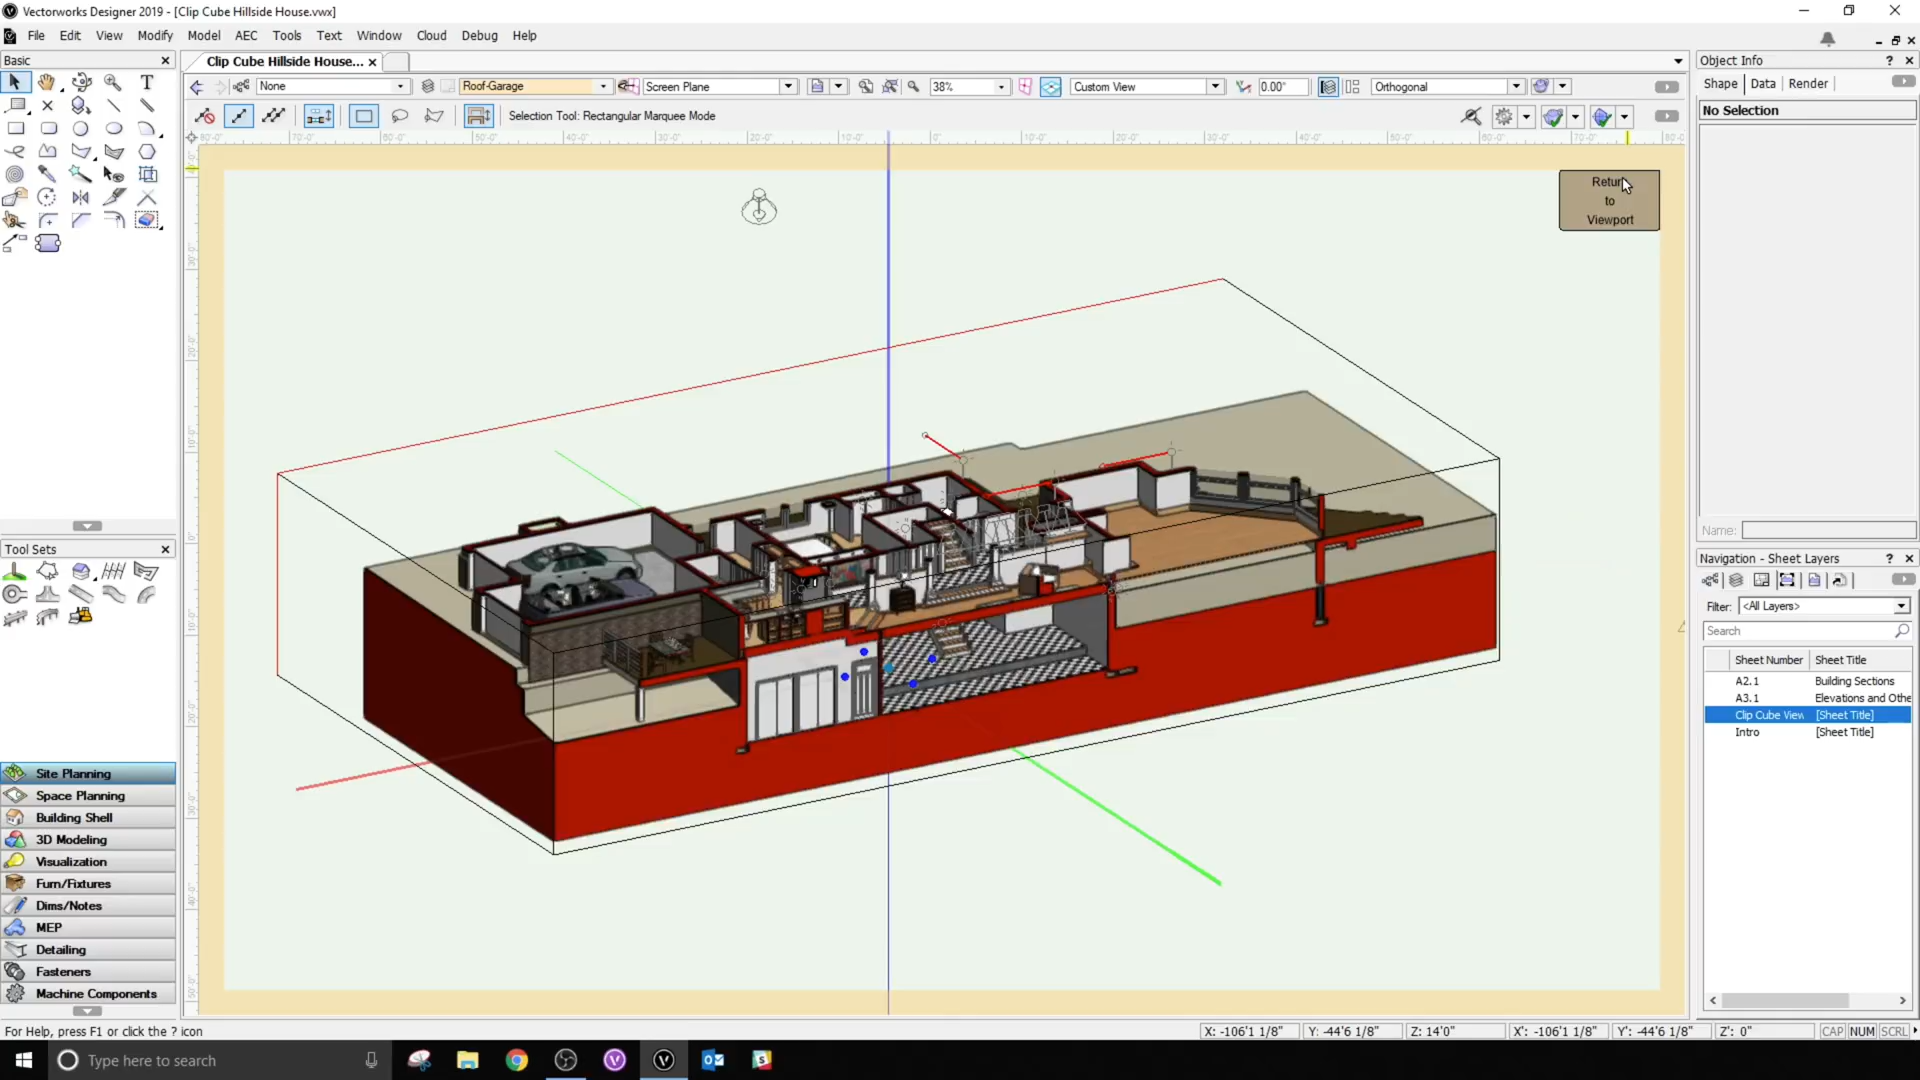 Vectorworks Designer 2019 - [Clip Cube Hillside House.vwx]
File Edit View Modify Model AEC Tools Text Window Cloud Debug Help
Basic
Clip Cube Hillside House...
None
Roof-Garage
Screen Plane
38%
Custom View
0.00°
Orthogonal
Selection Tool: Rectangular Marquee Mode
Return
to
Viewport
Tool Sets
Site Planning
Space Planning
Building Shell
3D Modeling
Visualization
Furn/Fixtures
Dims/Notes
MEP
Detailing
Fasteners
Machine Components
Object Info
Shape Data Render
No Selection
Name:
Navigation - Sheet Layers
Filter: <All Layers>
Search
Sheet Number Sheet Title
A2.1 Building Sections
A3.1 Elevations and Othe
Clip Cube View [Sheet Title]
Intro [Sheet Title]
For Help, press F1 or click the ? icon
X: -106'1 1/8" Y: -44'6 1/8" Z: 14'0" X': -106'1 1/8" Y': -44'6 1/8" Z': 0" CAP NUM SCRL
Type here to search